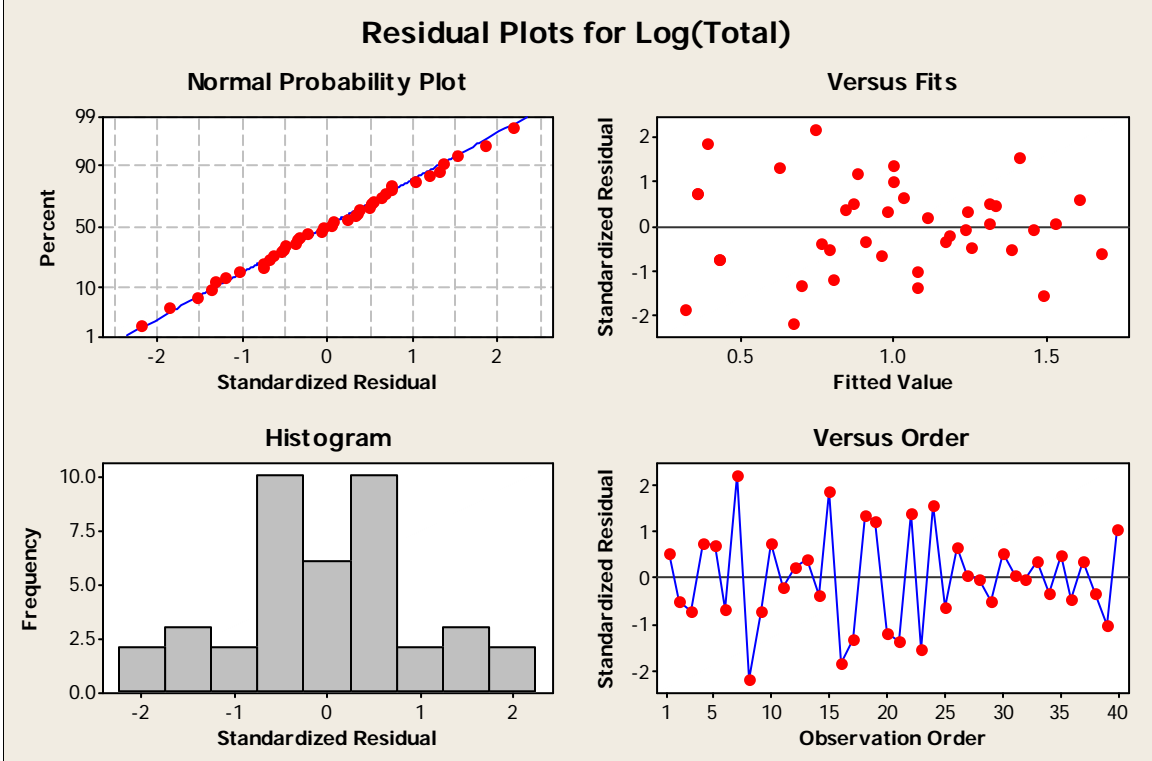 Residual Plots for Log(Total)
Normal Probability Plot
99
90
50
10
1
Percent
-2 -1 0 1 2
Standardized Residual
Versus Fits
2
1
0
-1
-2
Standardized Residual
0.5 1.0 1.5
Fitted Value
Histogram
10.0
7.5
5.0
2.5
0.0
Frequency
-2 -1 0 1 2
Standardized Residual
Versus Order
2
1
0
-1
-2
Standardized Residual
1 5 10 15 20 25 30 35 40
Observation Order